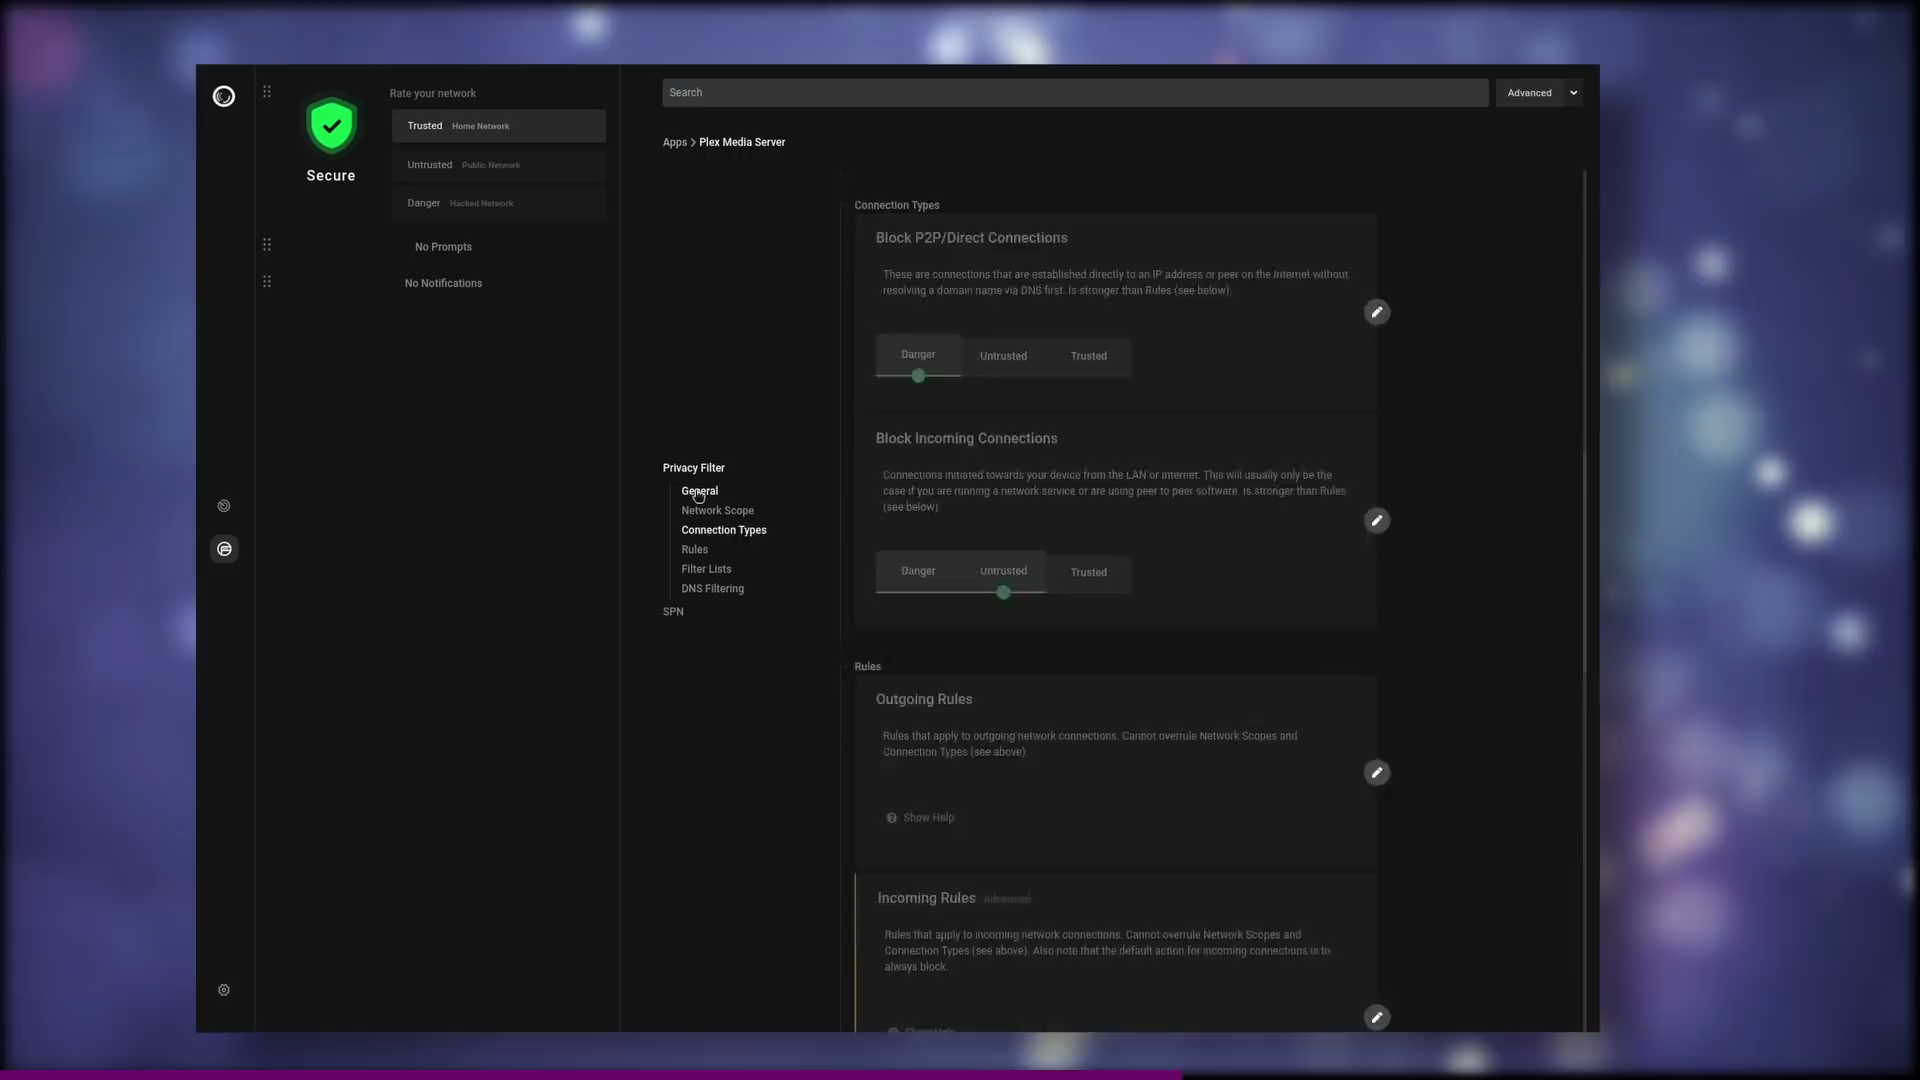 Rate your network
Trusted Home Network
Untrusted Public Network
Danger Hacked Network
Secure
No Prompts
No Notifications
Search
Advanced
Apps > Plex Media Server
Privacy Filter
General
Network Scope
Connection Types
Rules
Filter Lists
DNS Filtering
SPN
Connection Types
Block P2P/Direct Connections
These are connections that are established directly to an IP address or peer on the Internet without
resolving a domain name via DNS first. Is stronger than Rules (see below).
Danger Untrusted Trusted
Block Incoming Connections
Connections initiated towards your device from the LAN or Internet. This will usually only be the
case if you are running a network service or are using peer to peer software. Is stronger than Rules
(see below).
Danger Untrusted Trusted
Rules
Outgoing Rules
Rules that apply to outgoing network connections. Cannot overrule Network Scopes and
Connection Types (see above).
Show Help
Incoming Rules Advanced
Rules that apply to incoming network connections. Cannot overrule Network Scopes and
Connection Types (see above). Also note that the default action for incoming connections is to
always block.
Show Help